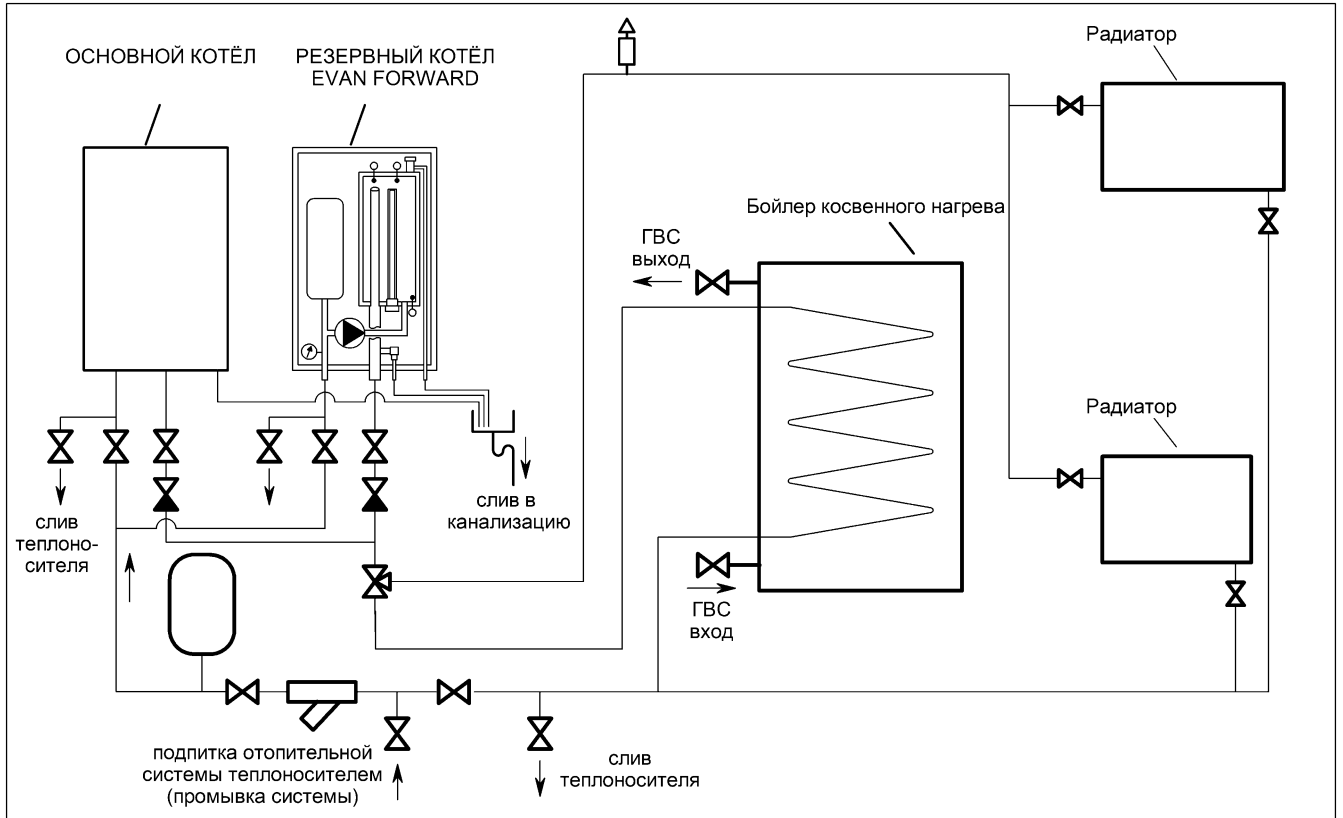 ОСНОВНОЙ КОТЁЛ
РЕЗЕРВНЫЙ КОТЁЛ
EVAN FORWARD
Радиатор
Бойлер косвенного нагрева
ГВС
выход
Радиатор
слив в
канализацию
слив
теплоно-
сителя
ГВС
вход
подпитка отопительной
системы теплоносителем
(промывка системы)
слив
теплоносителя